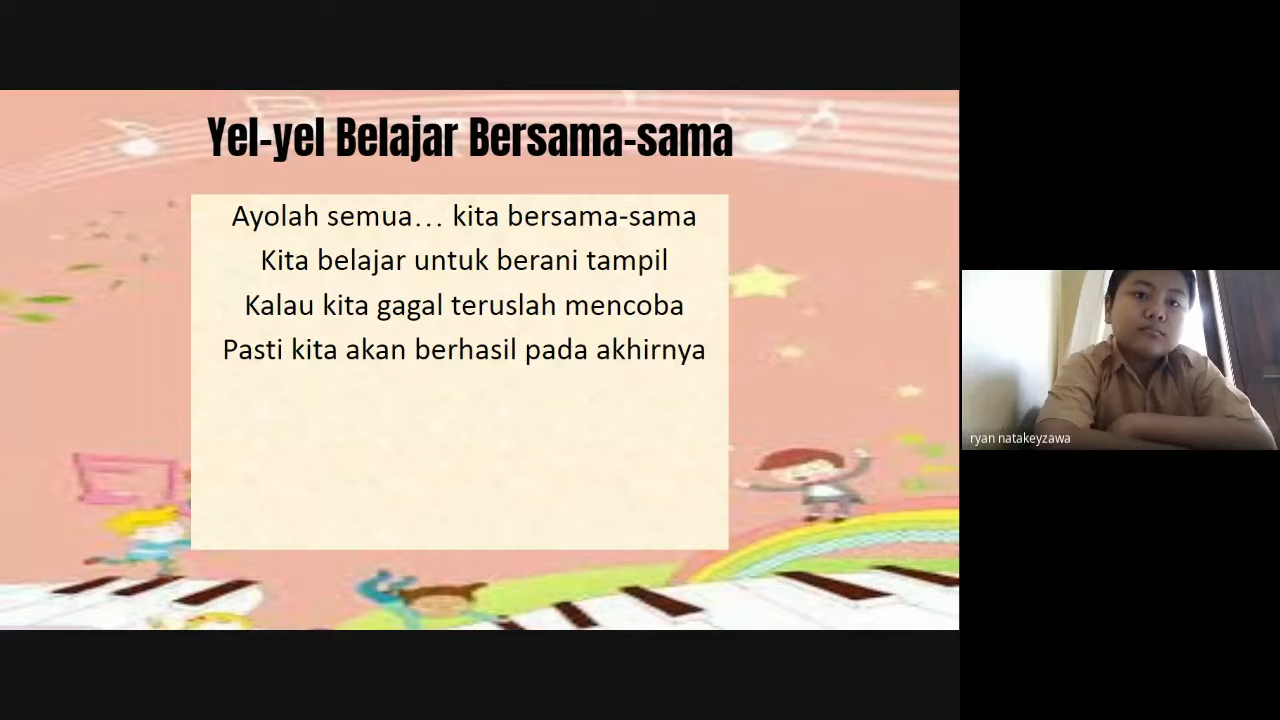 Yel-yel Belajar Bersama-sama
Ayolah semua... kita bersama-sama
Kita belajar untuk berani tampil
Kalau kita gagal teruslah mencoba
Pasti kita akan berhasil pada akhirnya
ryan natakeyzawa